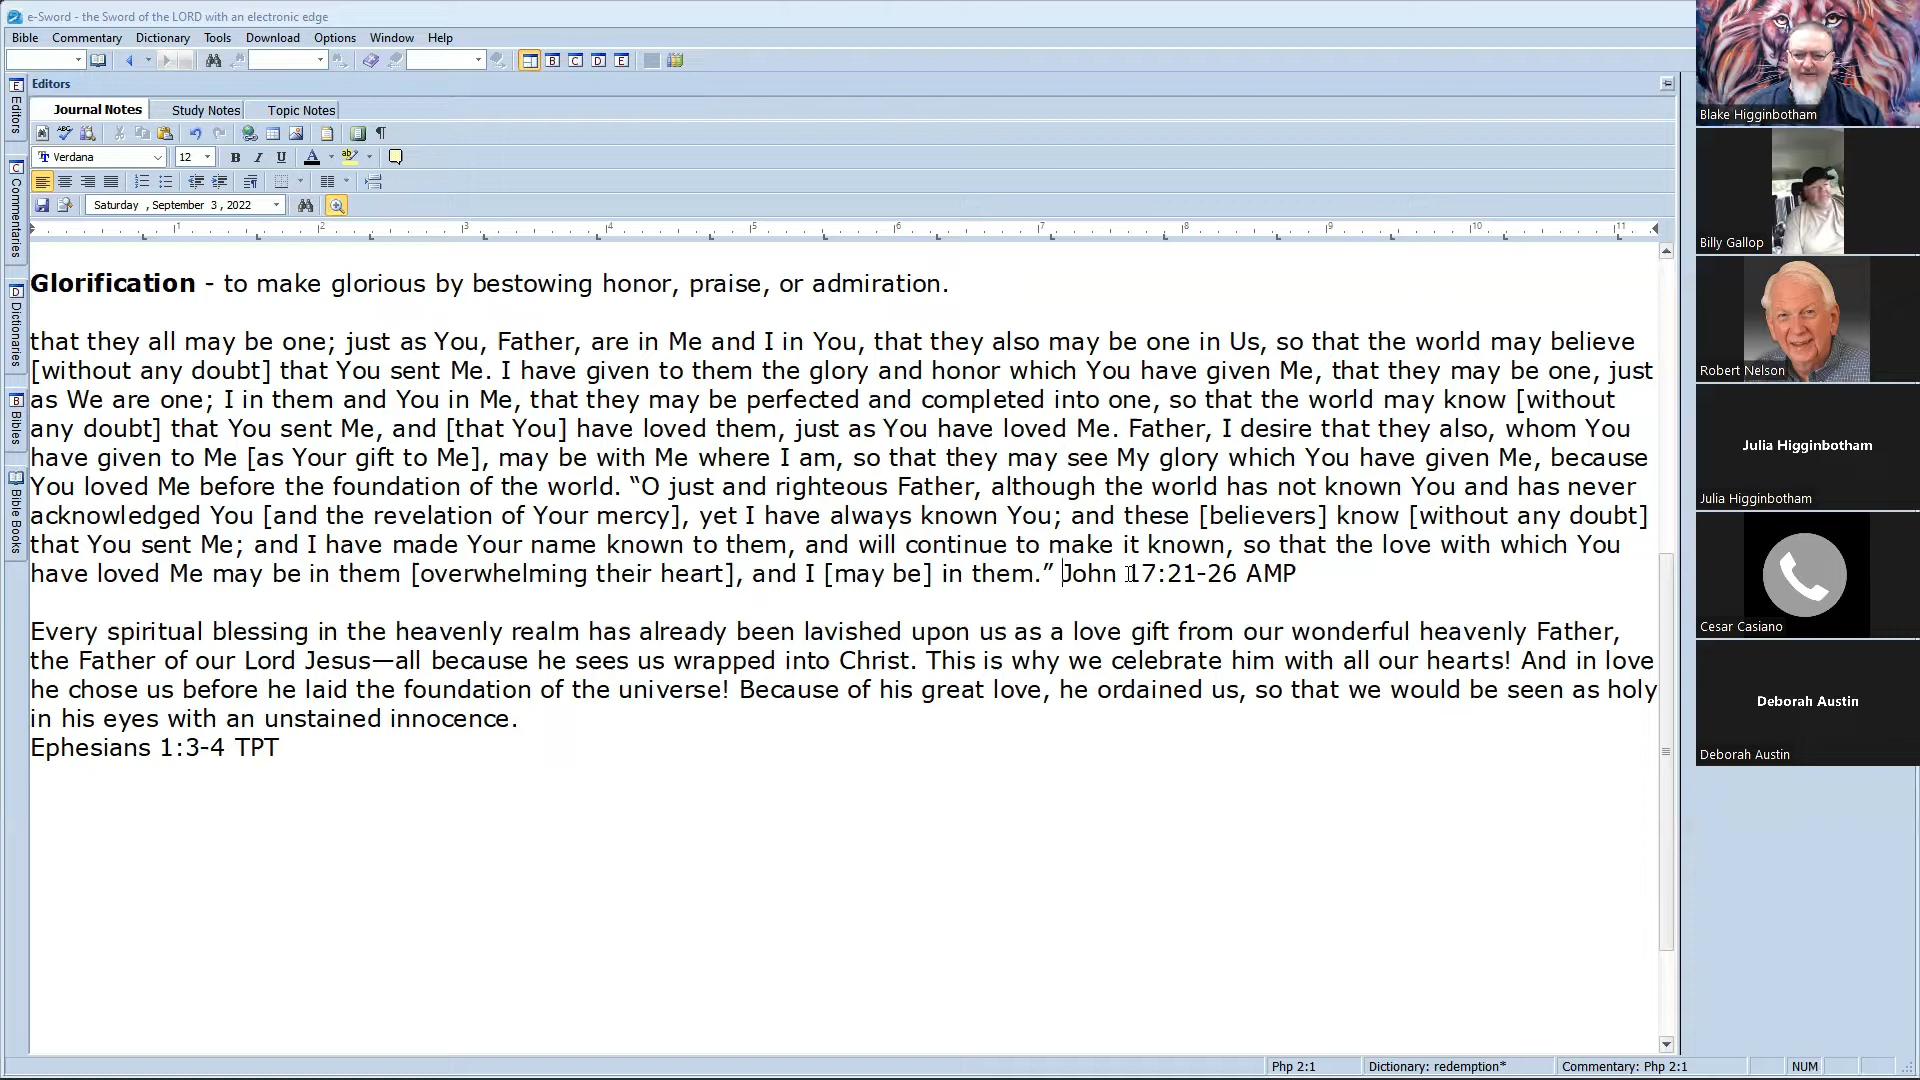 e-Sword - the Sword of the LORD with an electronic edge
Bible Commentary Dictionary Tools Download Options Window Help
B C D E
Editors
Journal Notes Study Notes Topic Notes
Verdana 12 B I U A ab
Saturday , September 3 , 2022
1 2 3 4 5 6 7 8 9 10 11
E Editors
C Commentaries
D Dictionaries
B Bibles
Bible Books
Glorification - to make glorious by bestowing honor, praise, or admiration.
that they all may be one; just as You, Father, are in Me and I in You, that they also may be one in Us, so that the world may believe
[without any doubt] that You sent Me. I have given to them the glory and honor which You have given Me, that they may be one, just
as We are one; I in them and You in Me, that they may be perfected and completed into one, so that the world may know [without
any doubt] that You sent Me, and [that You] have loved them, just as You have loved Me. Father, I desire that they also, whom You
have given to Me [as Your gift to Me], may be with Me where I am, so that they may see My glory which You have given Me, because
You loved Me before the foundation of the world. “O just and righteous Father, although the world has not known You and has never
acknowledged You [and the revelation of Your mercy], yet I have always known You; and these [believers] know [without any doubt]
that You sent Me; and I have made Your name known to them, and will continue to make it known, so that the love with which You
have loved Me may be in them [overwhelming their heart], and I [may be] in them.” John 17:21-26 AMP
Every spiritual blessing in the heavenly realm has already been lavished upon us as a love gift from our wonderful heavenly Father,
the Father of our Lord Jesus—all because he sees us wrapped into Christ. This is why we celebrate him with all our hearts! And in love
he chose us before he laid the foundation of the universe! Because of his great love, he ordained us, so that we would be seen as holy
in his eyes with an unstained innocence.
Ephesians 1:3-4 TPT
Php 2:1 Dictionary: redemption* Commentary: Php 2:1 NUM
Blake Higginbotham
Billy Gallop
Robert Nelson
Julia Higginbotham
Julia Higginbotham
Cesar Casiano
Deborah Austin
Deborah Austin